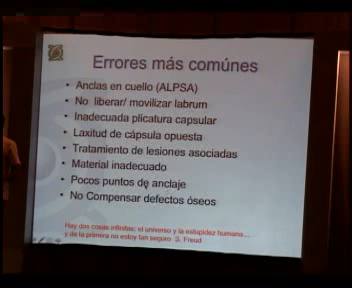 Errores más comúnes
• Anclas en cuello (ALPSA)
• No liberar/ movilizar labrum
• Inadecuada plicatura capsular
• Laxitud de cápsula opuesta
• Tratamiento de lesiones asociadas
• Material inadecuado
• Pocos puntos de anclaje
• No Compensar defectos óseos
Hay dos cosas infinitas: el universo y la estupidez humana...
y de la primera no estoy tan seguro S. Freud